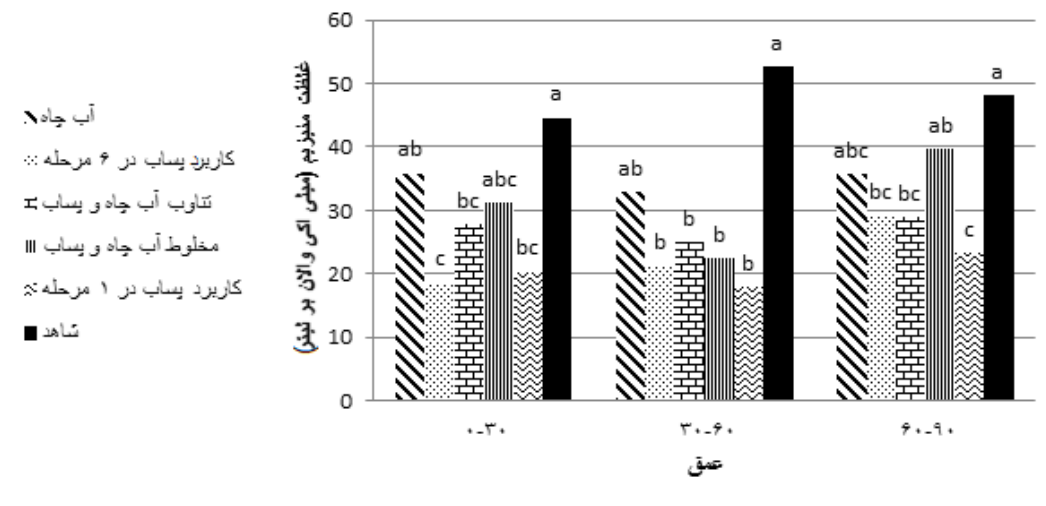 آب چاه
کاربرد پساب در ۶ مرحله
تناوب آب چاه و پساب
مخلوط آب چاه و پساب
کاربرد پساب در ۱ مرحله
شاهد
غلظت منیزیم (میلی اکی والان بر لیتر)
60
50
40
30
20
10
0
ab
c
bc
abc
bc
a
ab
b
b
b
b
a
abc
bc
bc
ab
c
a
۰-۳۰
۳۰-۶۰
۶۰-۹۰
عمق